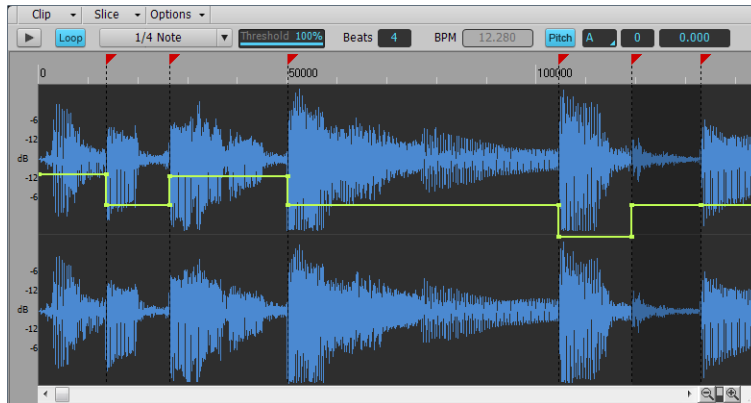 Clip Slice Options
Loop 1/4 Note Threshold 100% Beats 4 BPM 12.280 Pitch A 0 0.000
0 50000 100000
-6
-12
dB
-12
-6
-6
-12
dB
-12
-6